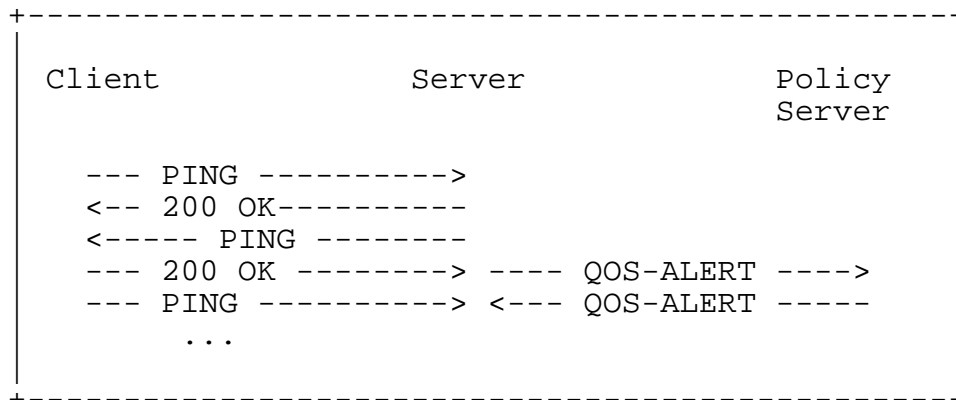 +------------------------------------------------
Client Server Policy
Server
--- PING ---------->
<-- 200 OK----------
<----- PING --------
--- 200 OK --------> ---- QOS-ALERT ---->
--- PING ----------> <--- QOS-ALERT -----
...
+------------------------------------------------